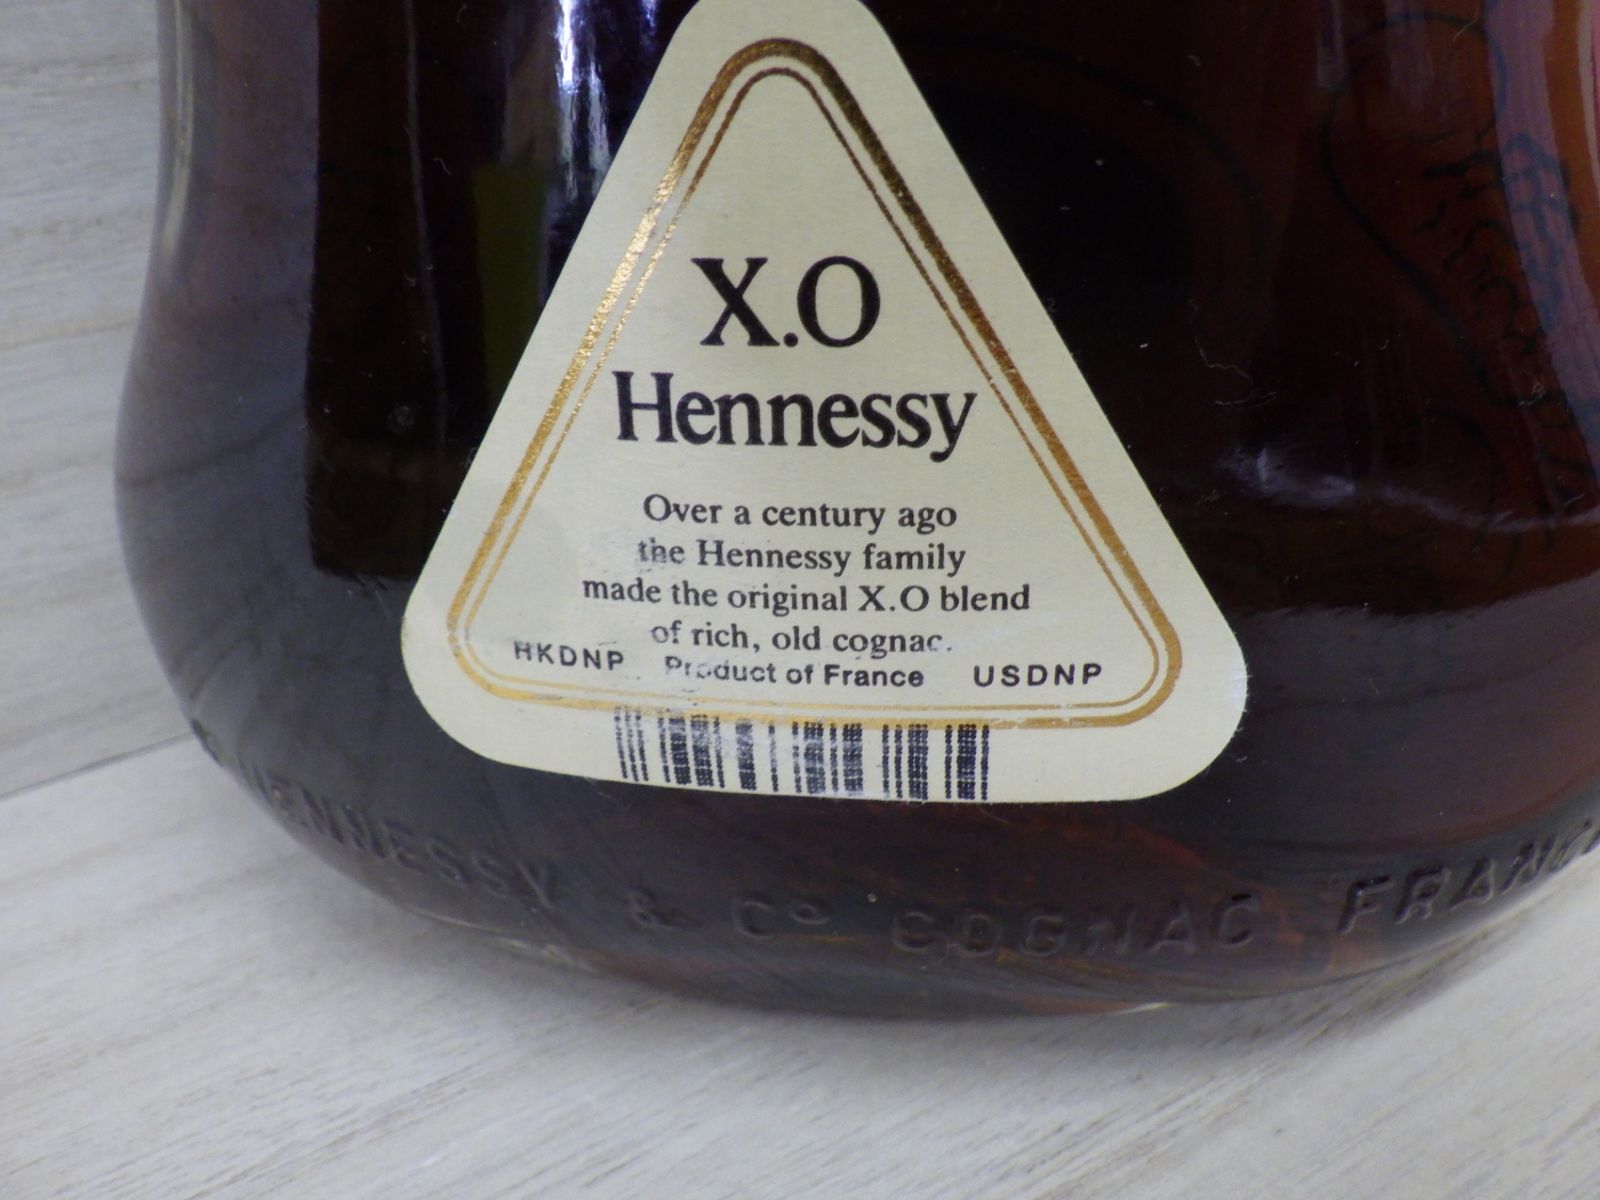 X.O
Hennessy
Over a century ago
the Hennessy family
made the original X.O blend
of rich, old cognac.
HKDNP Product of France USDNP
HENNESSY & Cº COGNAC FRANCE